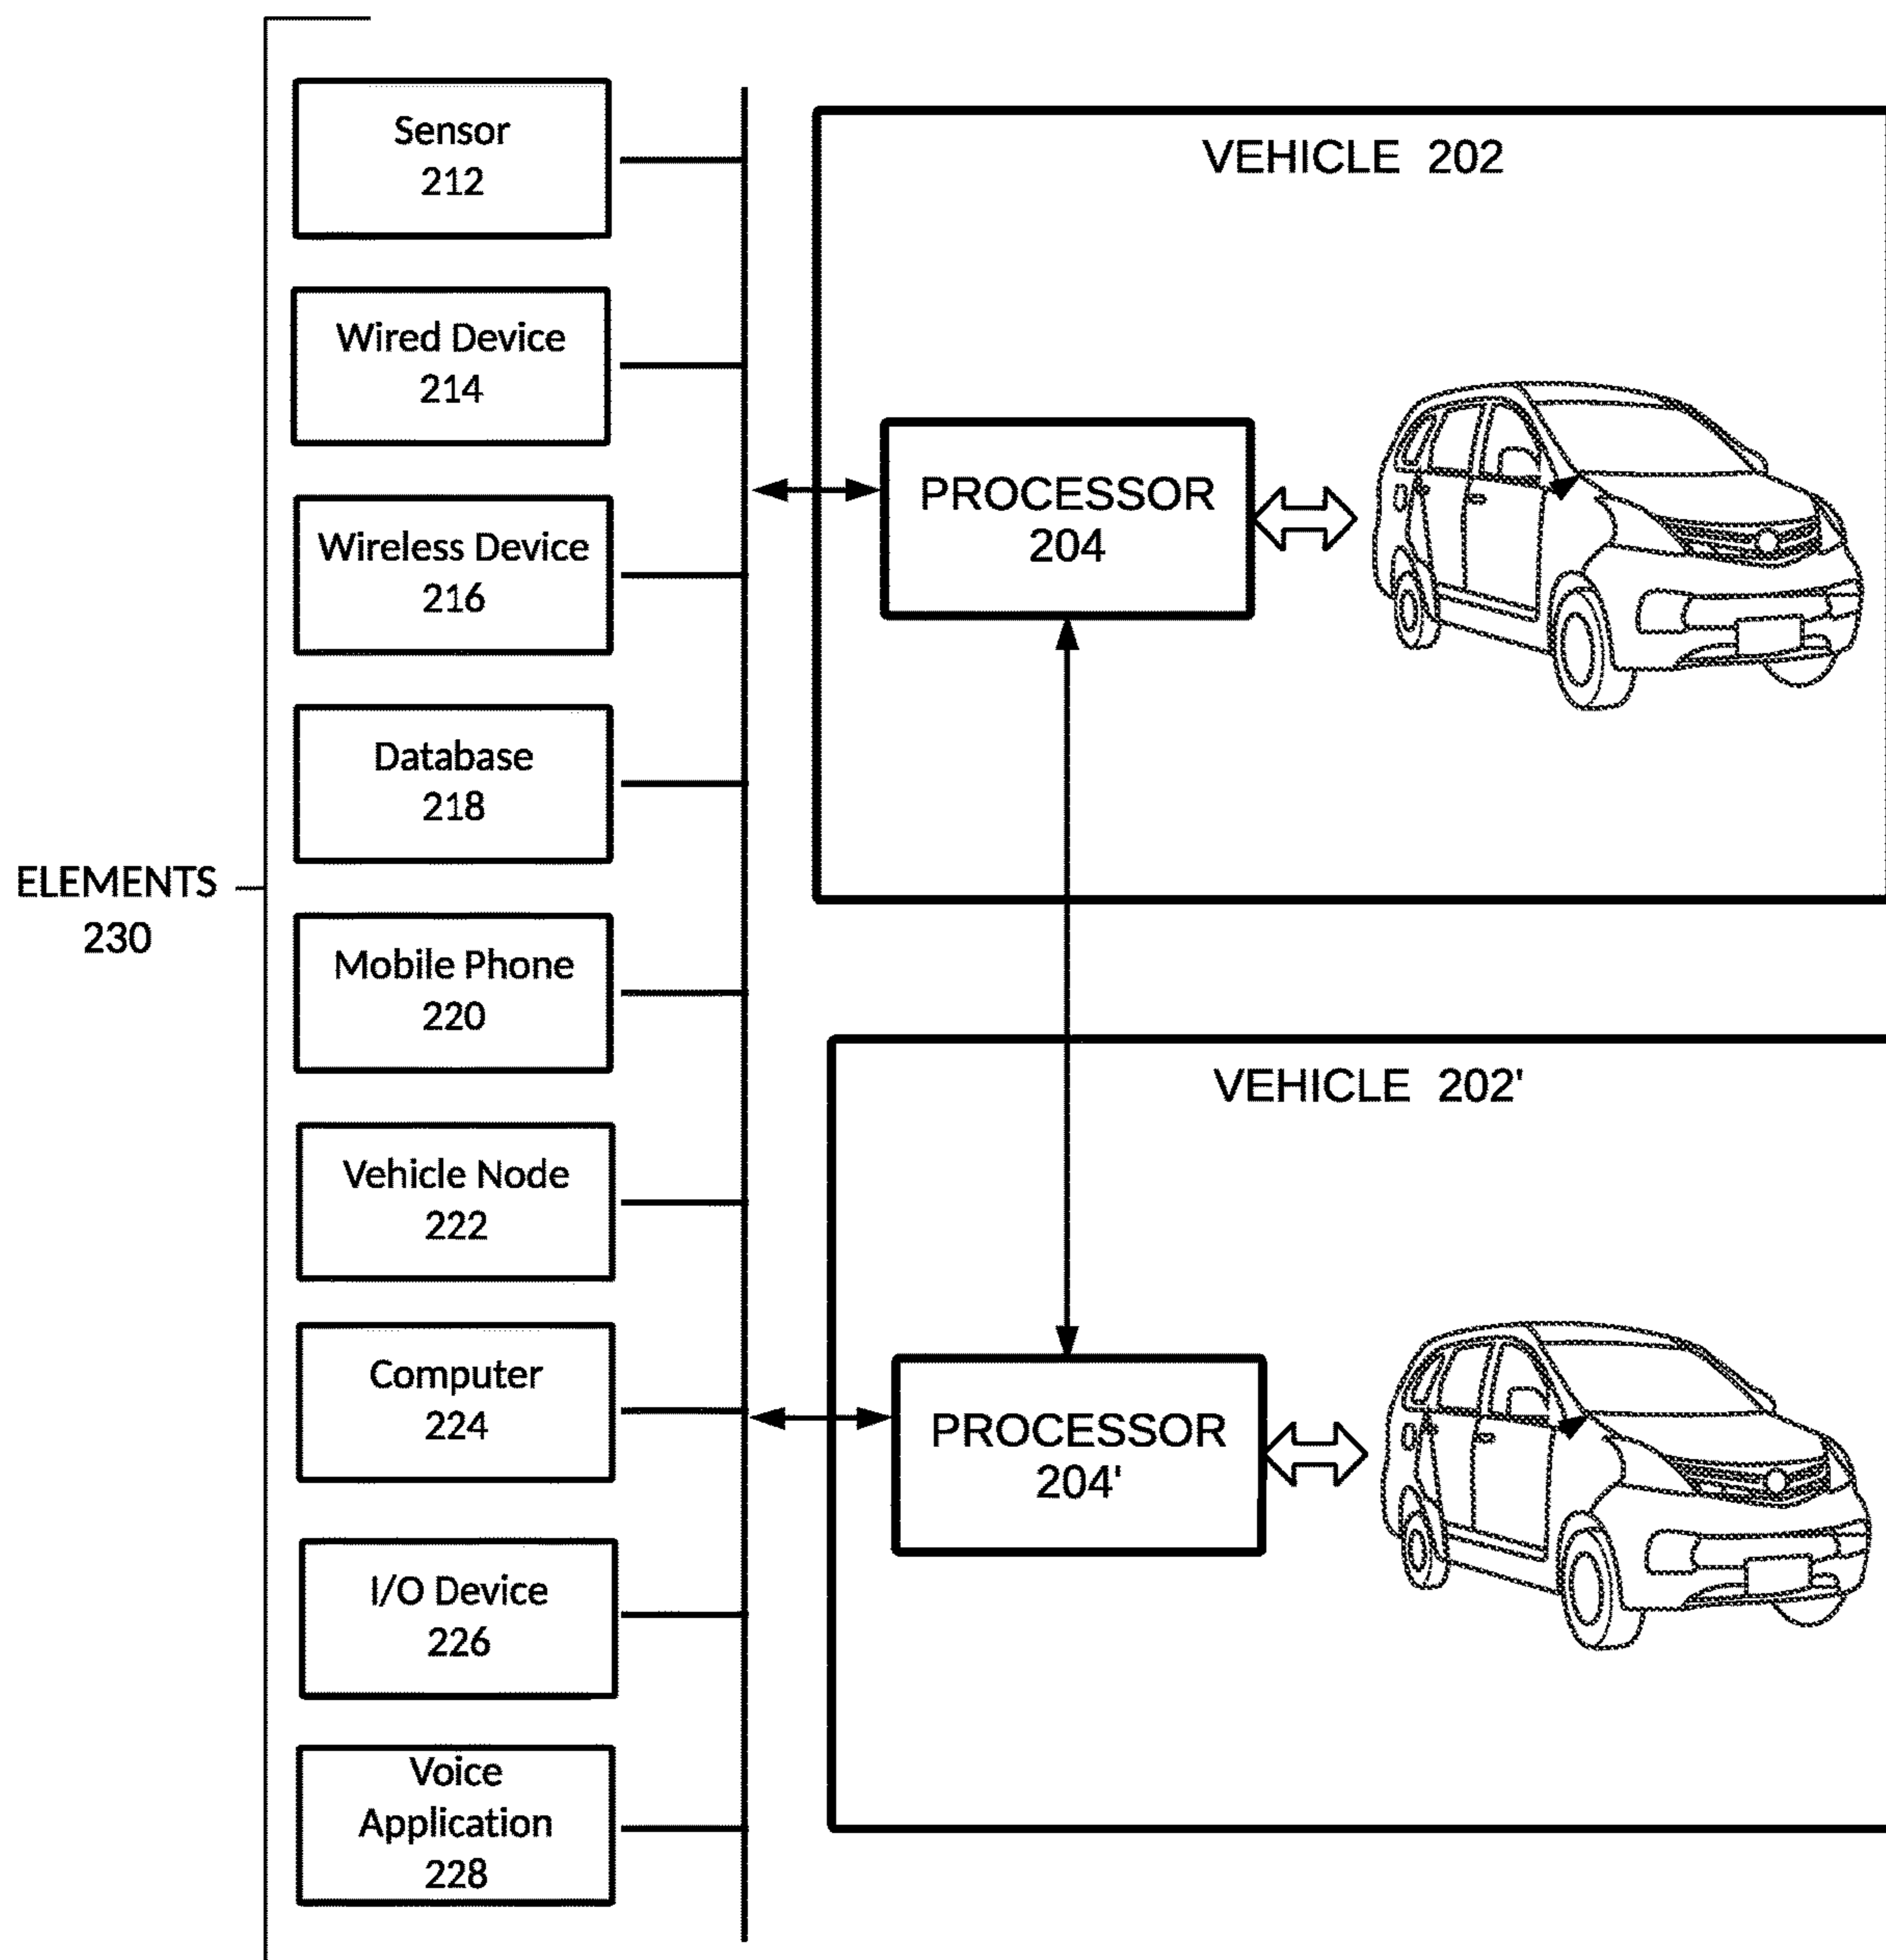 ELEMENTS
230
Sensor
212
Wired Device
214
Wireless Device
216
Database
218
Mobile Phone
220
Vehicle Node
222
Computer
224
I/O Device
226
Voice
Application
228
VEHICLE 202
PROCESSOR
204
VEHICLE 202'
PROCESSOR
204'